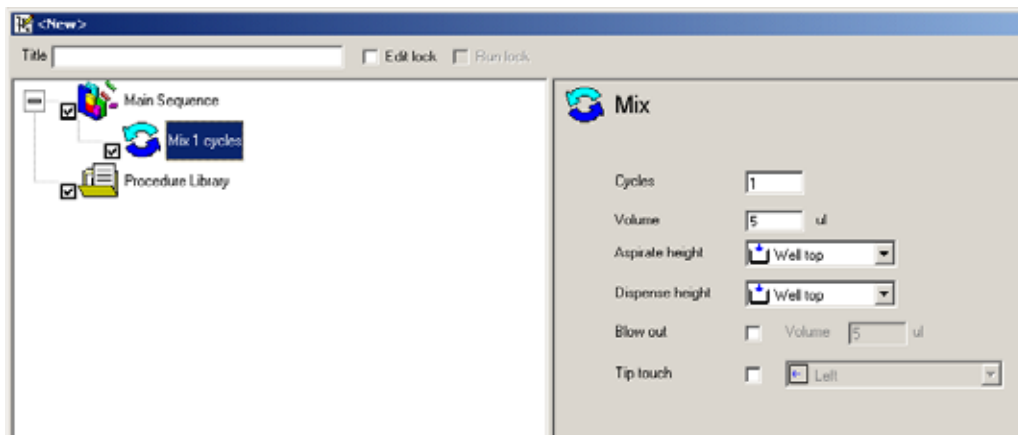 <New>
Title Edit lock Run lock
Main Sequence
Mix 1 cycles
Procedure Library
Mix
Cycles 1
Volume 5 ul
Aspirate height Well top
Dispense height Well top
Blow out Volume 5 ul
Tip touch Left